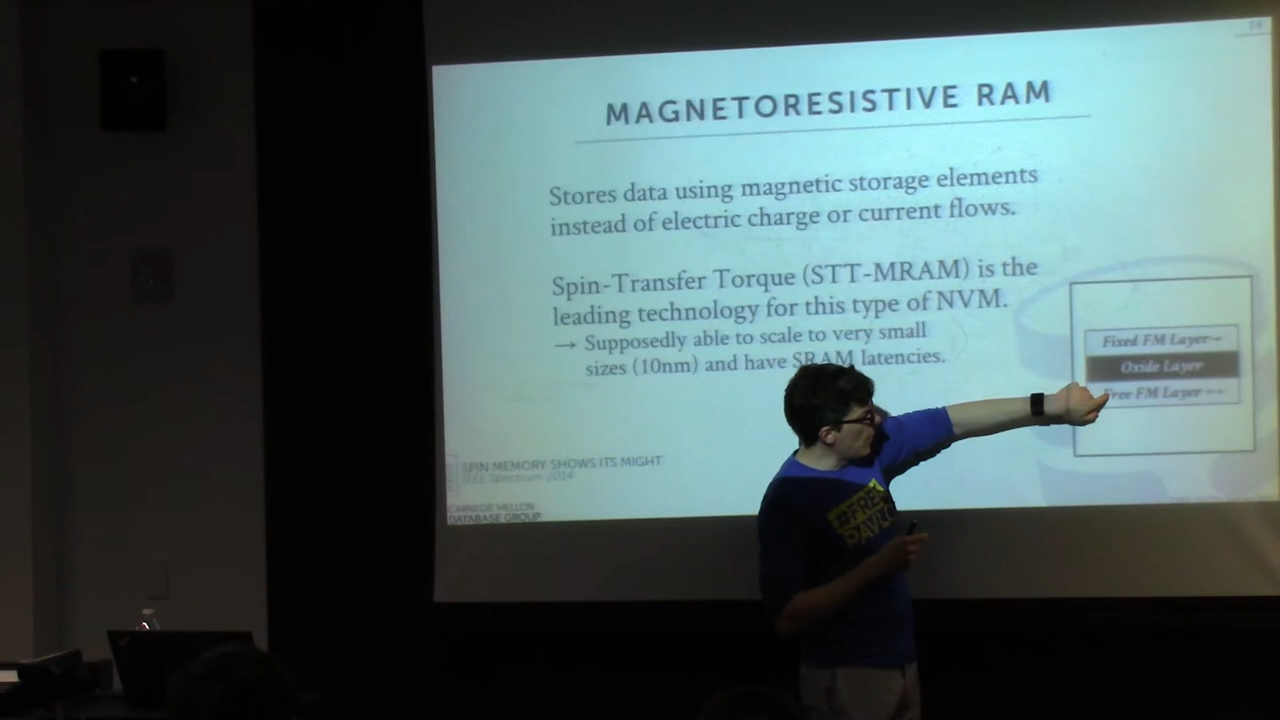 14
MAGNETORESISTIVE RAM
Stores data using magnetic storage elements
instead of electric charge or current flows.
Spin-Transfer Torque (STT-MRAM) is the
leading technology for this type of NVM.
→ Supposedly able to scale to very small
sizes (10nm) and have SRAM latencies.
Fixed FM Layer→
Oxide Layer
Free FM Layer ↔
SPIN MEMORY SHOWS ITS MIGHT
IEEE Spectrum 2014
CARNEGIE MELLON
DATABASE GROUP
#FREE
PAVLO